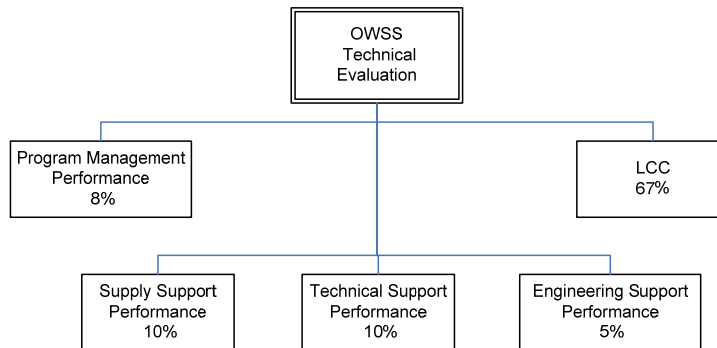 OWSS
Technical
Evaluation
Program Management
Performance
8%
LCC
67%
Supply Support
Performance
10%
Technical Support
Performance
10%
Engineering Support
Performance
5%